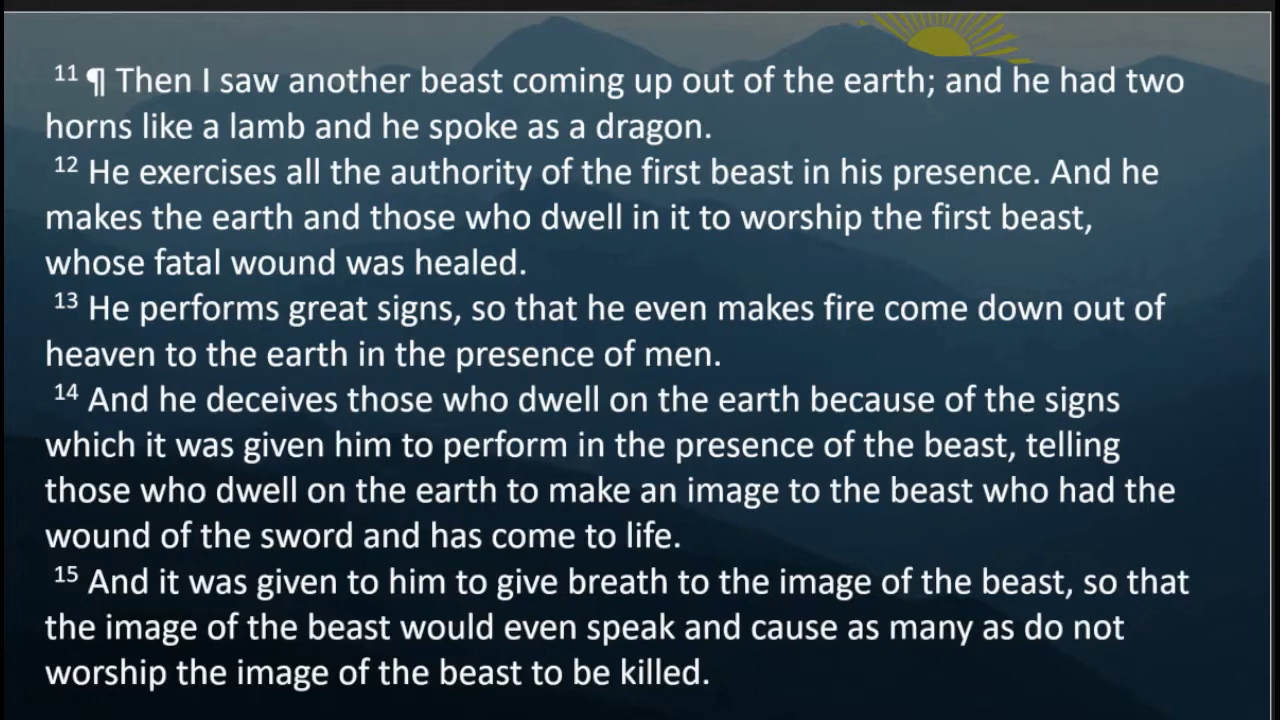 11 ¶ Then I saw another beast coming up out of the earth; and he had two
horns like a lamb and he spoke as a dragon.
12 He exercises all the authority of the first beast in his presence. And he
makes the earth and those who dwell in it to worship the first beast,
whose fatal wound was healed.
13 He performs great signs, so that he even makes fire come down out of
heaven to the earth in the presence of men.
14 And he deceives those who dwell on the earth because of the signs
which it was given him to perform in the presence of the beast, telling
those who dwell on the earth to make an image to the beast who had the
wound of the sword and has come to life.
15 And it was given to him to give breath to the image of the beast, so that
the image of the beast would even speak and cause as many as do not
worship the image of the beast to be killed.